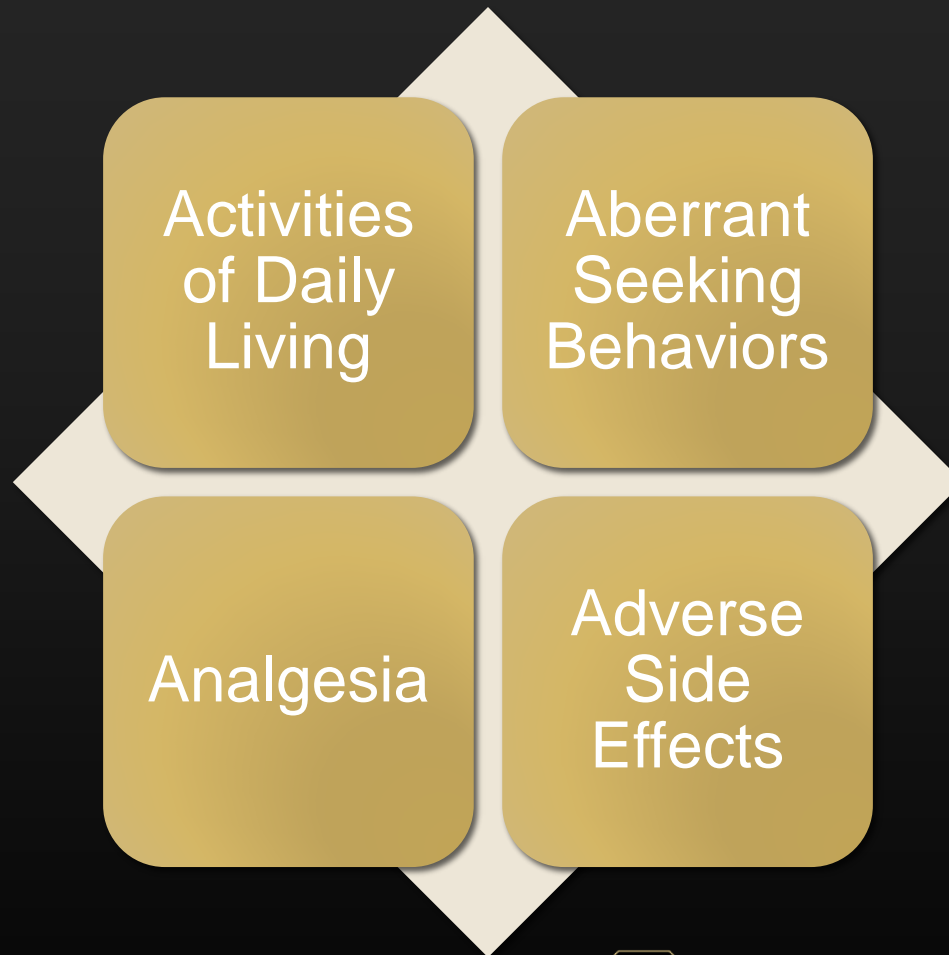 Activities
of Daily
Living
Aberrant
Seeking
Behaviors
Analgesia
Adverse
Side
Effects